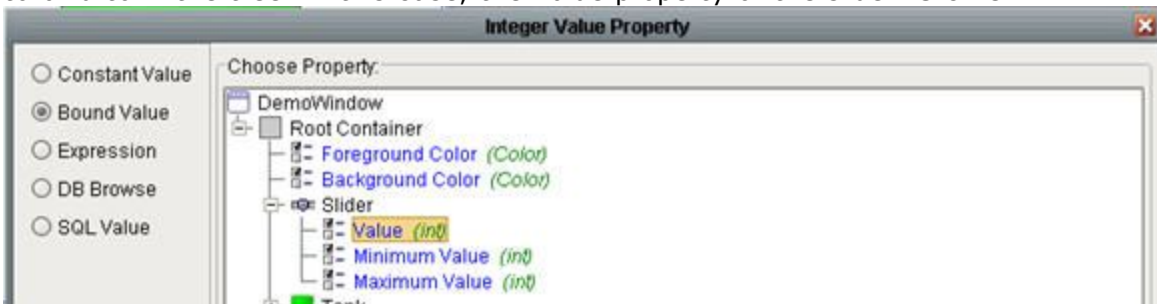 Integer Value Property
Constant Value
Bound Value
Expression
DB Browse
SQL Value
Choose Property:
DemoWindow
Root Container
Foreground Color (Color)
Background Color (Color)
Slider
Value (int)
Minimum Value (int)
Maximum Value (int)